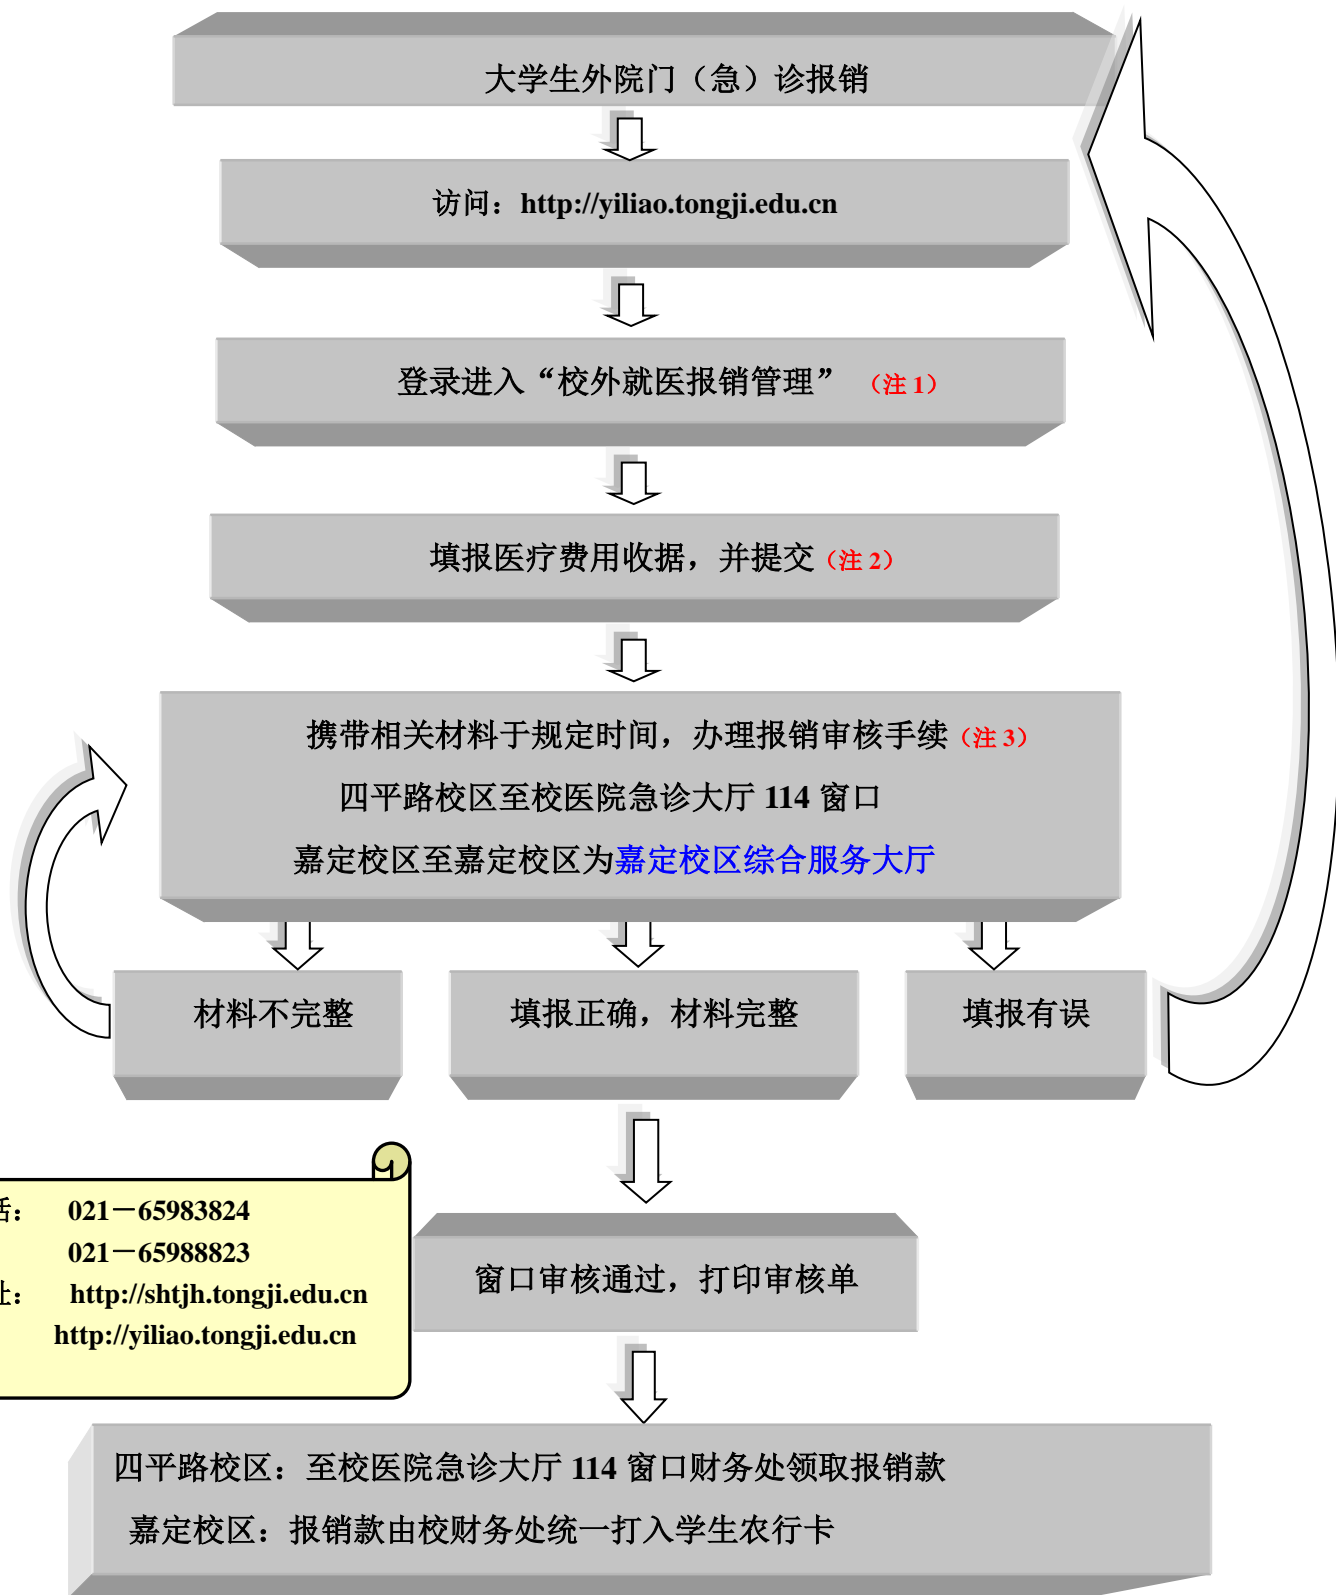 大学生外院门（急）诊报销
访问：http://yiliao.tongji.edu.cn
登录进入“校外就医报销管理” （注 1）
填报医疗费用收据，并提交（注 2）
携带相关材料于规定时间，办理报销审核手续（注 3）
四平路校区至校医院急诊大厅 114 窗口
嘉定校区至嘉定校区为嘉定校区综合服务大厅
材料不完整 填报正确，材料完整 填报有误
话： 021－65983824
021－65988823
址： http://shtjh.tongji.edu.cn
http://yiliao.tongji.edu.cn
窗口审核通过，打印审核单
四平路校区：至校医院急诊大厅 114 窗口财务处领取报销款
嘉定校区：报销款由校财务处统一打入学生农行卡